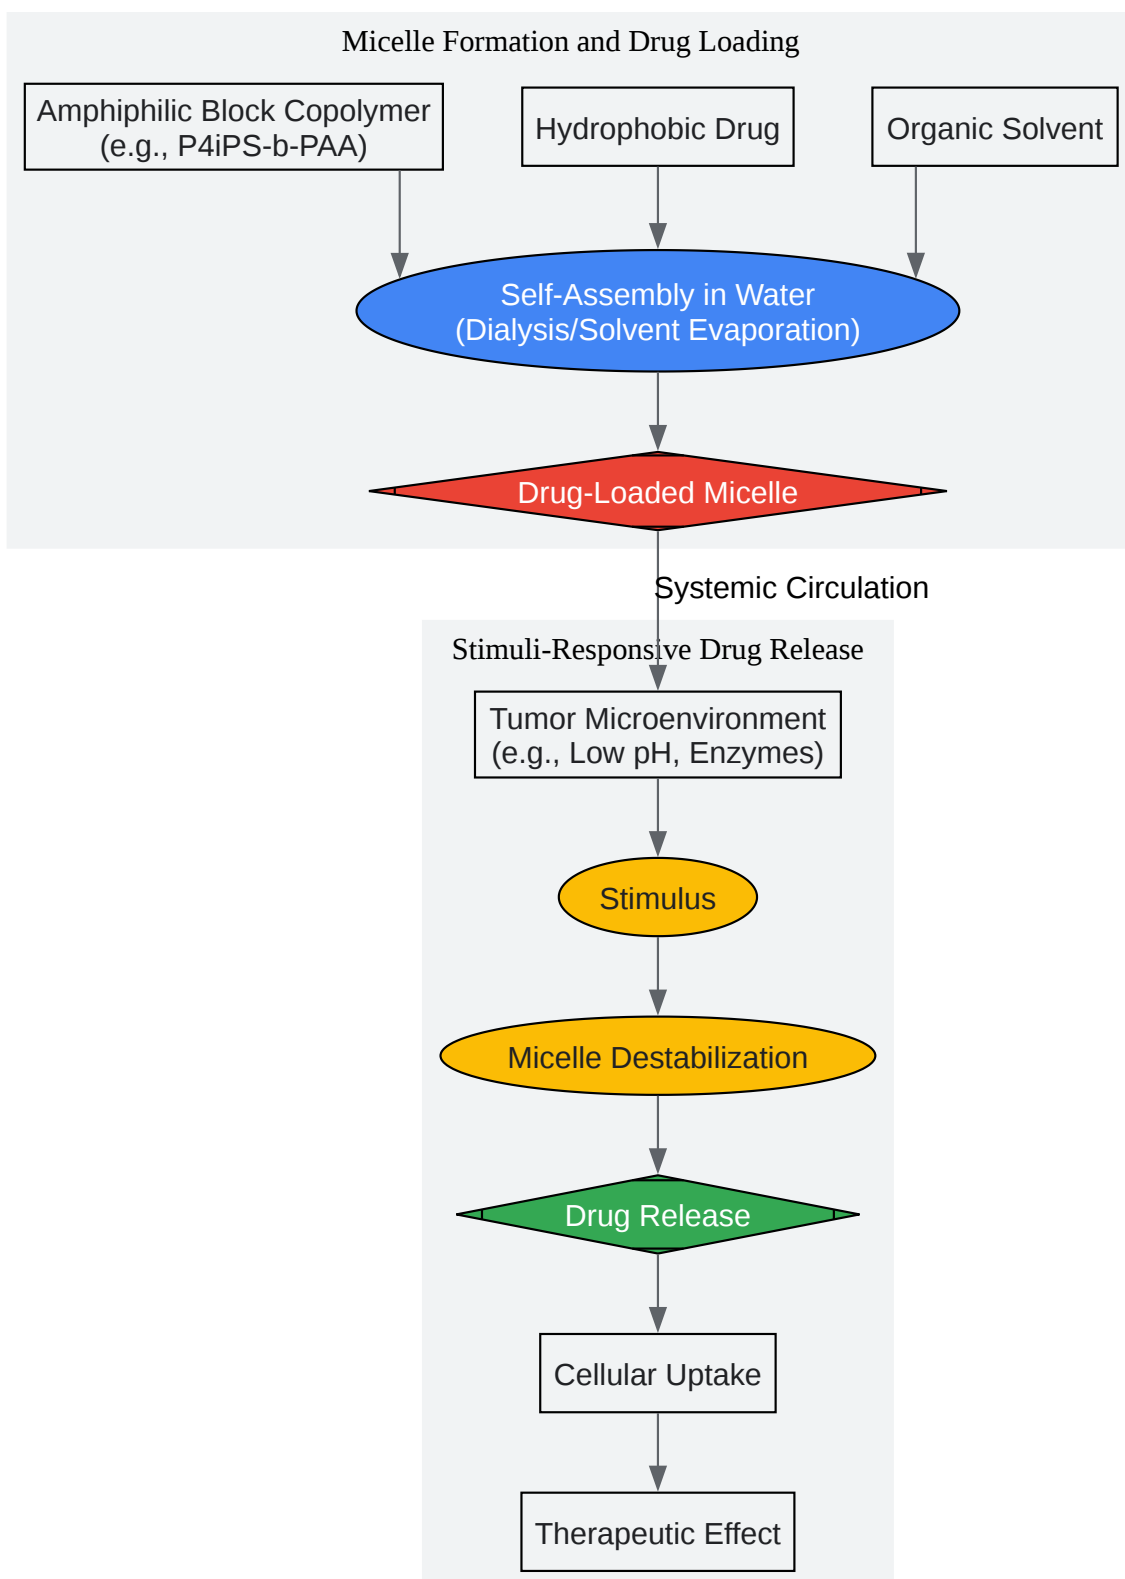 Micelle Formation and Drug Loading
Amphiphilic Block Copolymer
(e.g., P4iPS-b-PAA)
Hydrophobic Drug
Organic Solvent
Self-Assembly in Water
(Dialysis/Solvent Evaporation)
Drug-Loaded Micelle
Systemic Circulation
Stimuli-Responsive Drug Release
Tumor Microenvironment
(e.g., Low pH, Enzymes)
Stimulus
Micelle Destabilization
Drug Release
Cellular Uptake
Therapeutic Effect